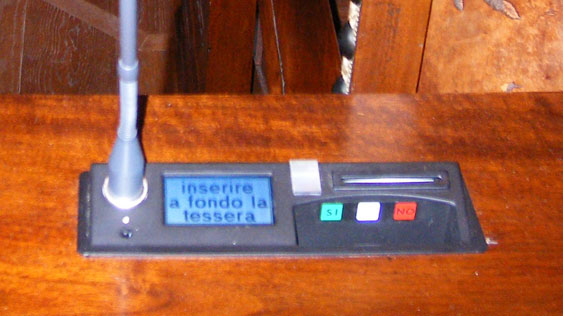 inserire
a fondo la
tessera
SI
NO